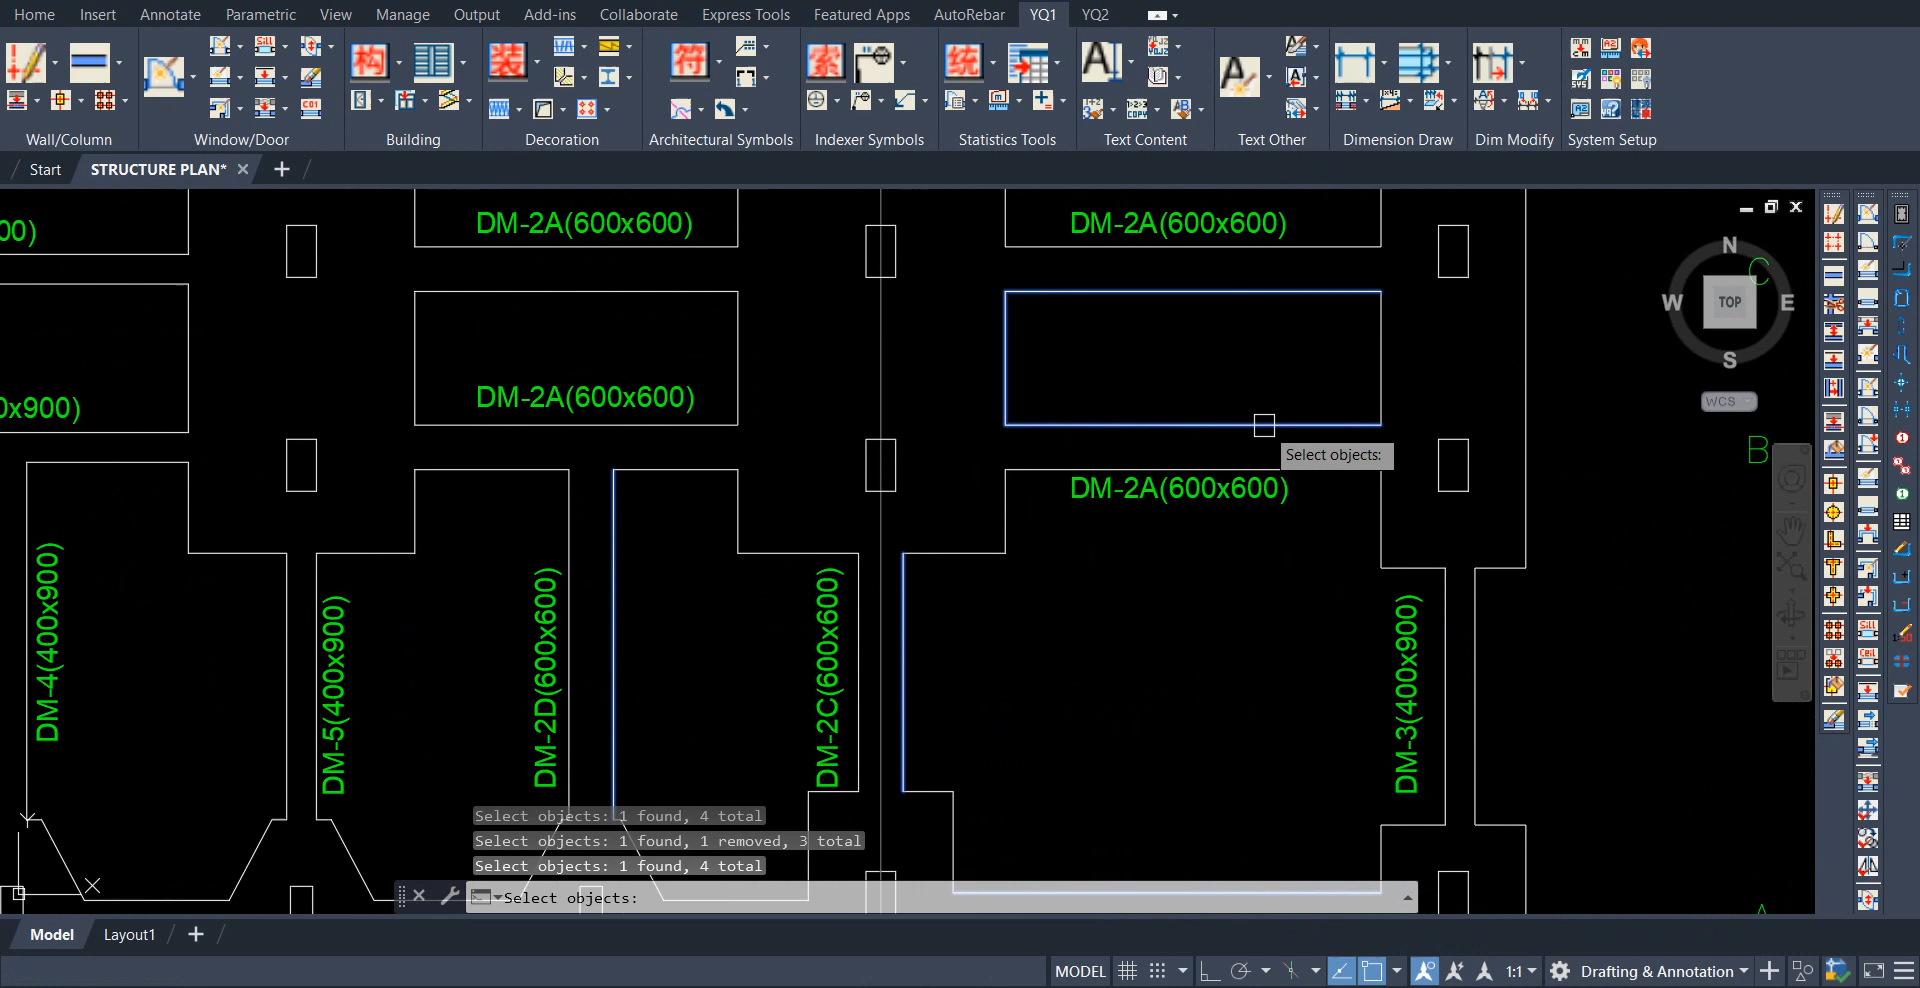 Home Insert Annotate Parametric View Manage Output Add-ins Collaborate Express Tools Featured Apps AutoRebar YQ1 YQ2
构 装 符 索 统
Wall/Column Window/Door Building Decoration Architectural Symbols Indexer Symbols Statistics Tools Text Content Text Other Dimension Draw Dim Modify System Setup
Start STRUCTURE PLAN* +
00)
DM-2A(600x600)
DM-2A(600x600)
N
C
W TOP E
S
WCS
0x900)
DM-2A(600x600)
Select objects:
B
DM-2A(600x600)
DM-4(400x900)
DM-5(400x900)
DM-2D(600x600)
DM-2C(600x600)
DM-3(400x900)
Select objects: 1 found, 4 total
Select objects: 1 found, 1 removed, 3 total
Select objects: 1 found, 4 total
Select objects:
Model Layout1 +
MODEL 1:1 Drafting & Annotation